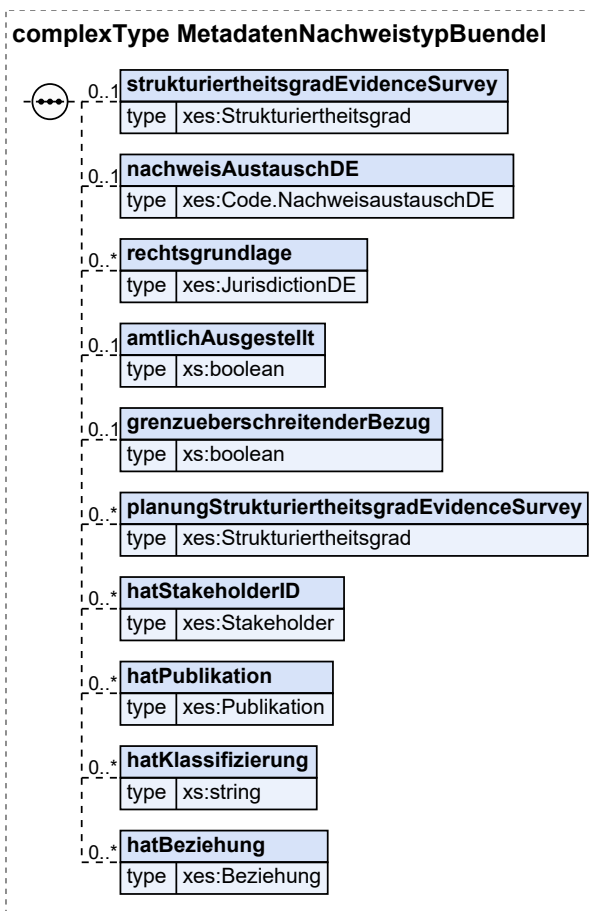 complexType MetadatenNachweistypBuendel
0..1 strukturiertheitsgradEvidenceSurvey
type xes:Strukturiertheitsgrad
0..1 nachweisAustauschDE
type xes:Code.NachweisaustauschDE
0..* rechtsgrundlage
type xes:JurisdictionDE
0..1 amtlichAusgestellt
type xs:boolean
0..1 grenzueberschreitenderBezug
type xs:boolean
0..* planungStrukturiertheitsgradEvidenceSurvey
type xes:Strukturiertheitsgrad
0..* hatStakeholderID
type xes:Stakeholder
0..* hatPublikation
type xes:Publikation
0..* hatKlassifizierung
type xs:string
0..* hatBeziehung
type xes:Beziehung